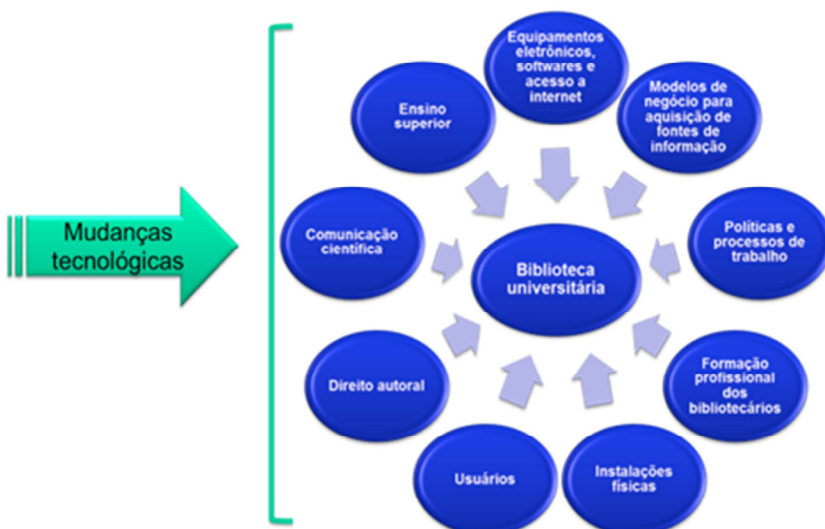 Mudanças
tecnológicas
Equipamentos
eletrônicos,
softwares e
acesso a
internet
Modelos de
negócio para
aquisição de
fontes de
informação
Políticas e
processos de
trabalho
Formação
profissional
dos
bibliotecários
Instalações
físicas
Usuários
Direito autoral
Comunicação
científica
Ensino
superior
Biblioteca
universitária